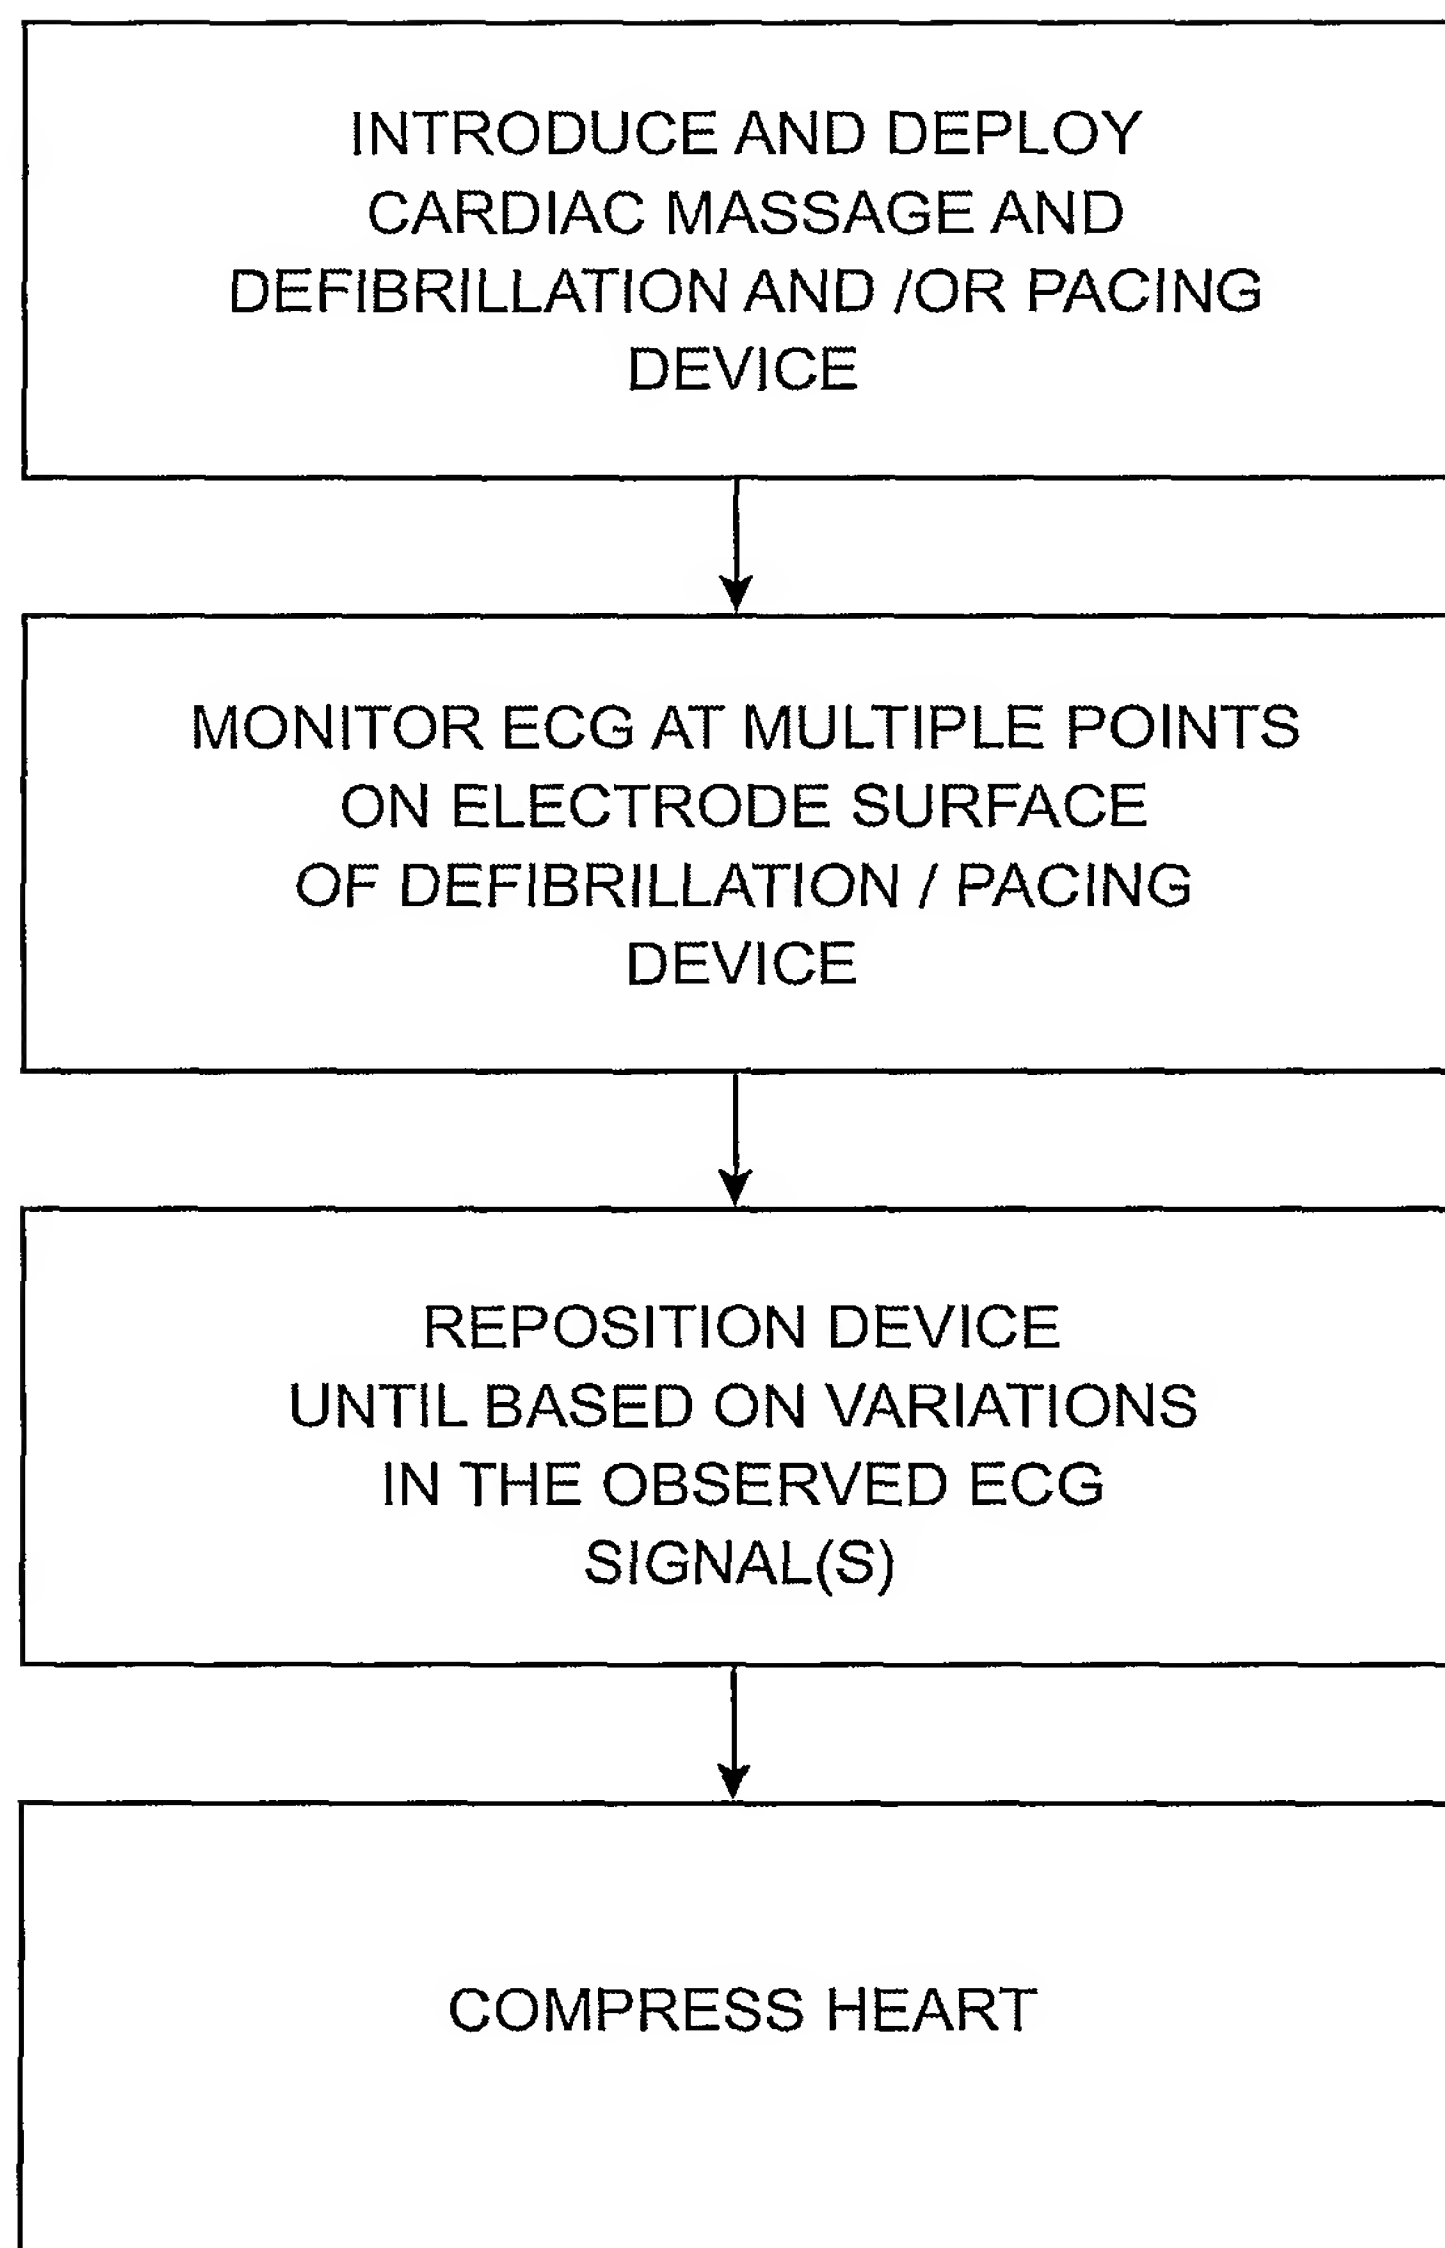 INTRODUCE AND DEPLOY
CARDIAC MASSAGE AND
DEFIBRILLATION AND /OR PACING
DEVICE
MONITOR ECG AT MULTIPLE POINTS
ON ELECTRODE SURFACE
OF DEFIBRILLATION / PACING
DEVICE
REPOSITION DEVICE
UNTIL BASED ON VARIATIONS
IN THE OBSERVED ECG
SIGNAL(S)
COMPRESS HEART